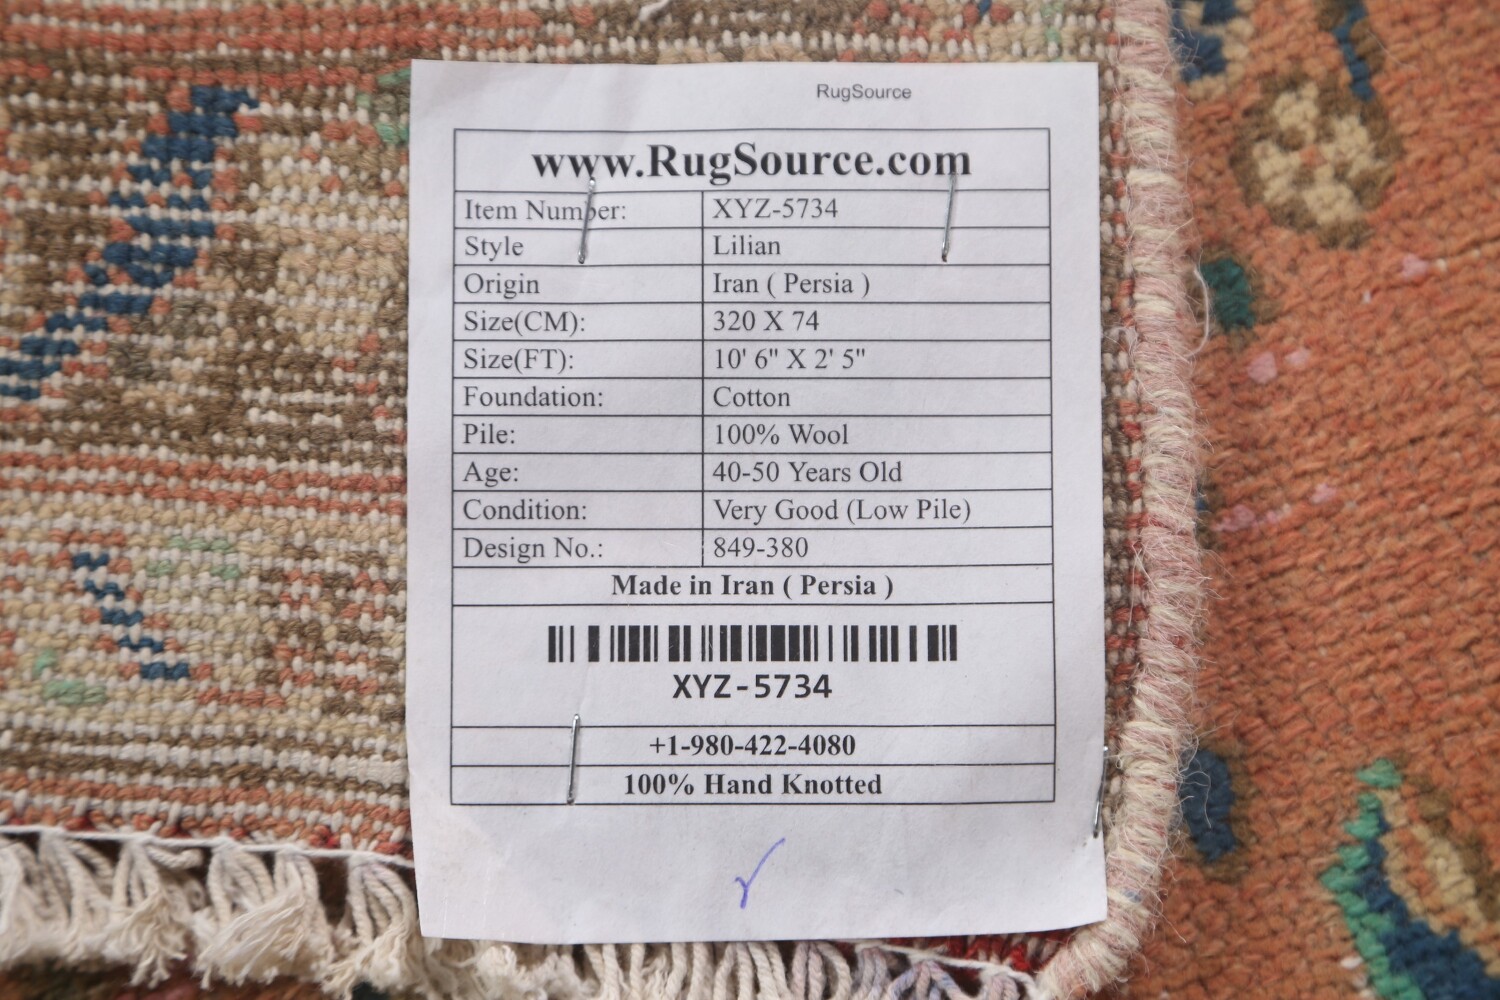 RugSource
www.RugSource.com
Item Number: XYZ-5734
Style Lilian
Origin Iran ( Persia )
Size(CM): 320 X 74
Size(FT): 10' 6" X 2' 5"
Foundation: Cotton
Pile: 100% Wool
Age: 40-50 Years Old
Condition: Very Good (Low Pile)
Design No.: 849-380
Made in Iran ( Persia )
XYZ-5734
+1-980-422-4080
100% Hand Knotted